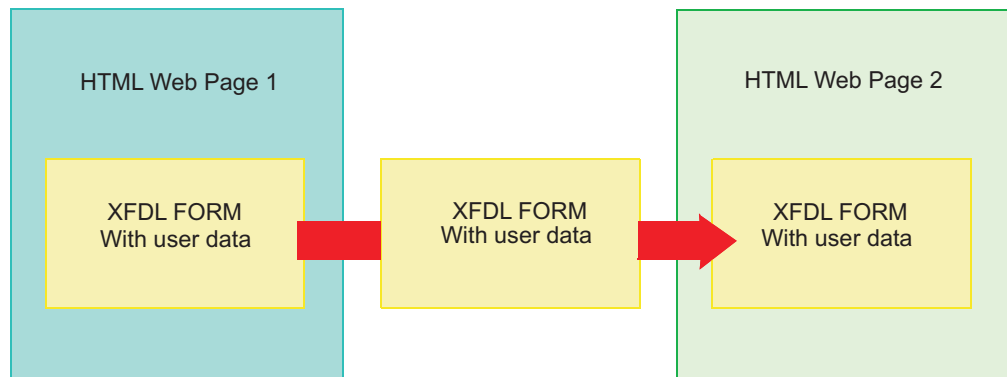 HTML Web Page 1
HTML Web Page 2
XFDL FORM
With user data
XFDL FORM
With user data
XFDL FORM
With user data